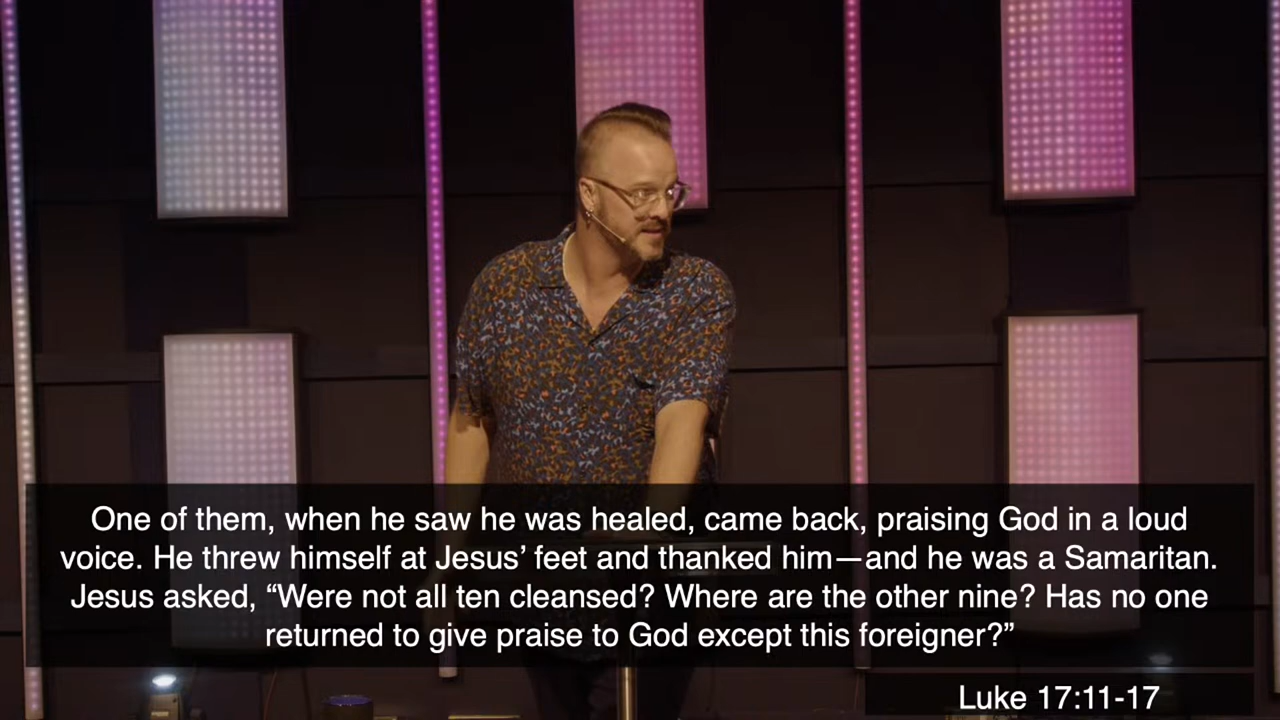 One of them, when he saw he was healed, came back, praising God in a loud
voice. He threw himself at Jesus’ feet and thanked him—and he was a Samaritan.
Jesus asked, “Were not all ten cleansed? Where are the other nine? Has no one
returned to give praise to God except this foreigner?”
Luke 17:11-17